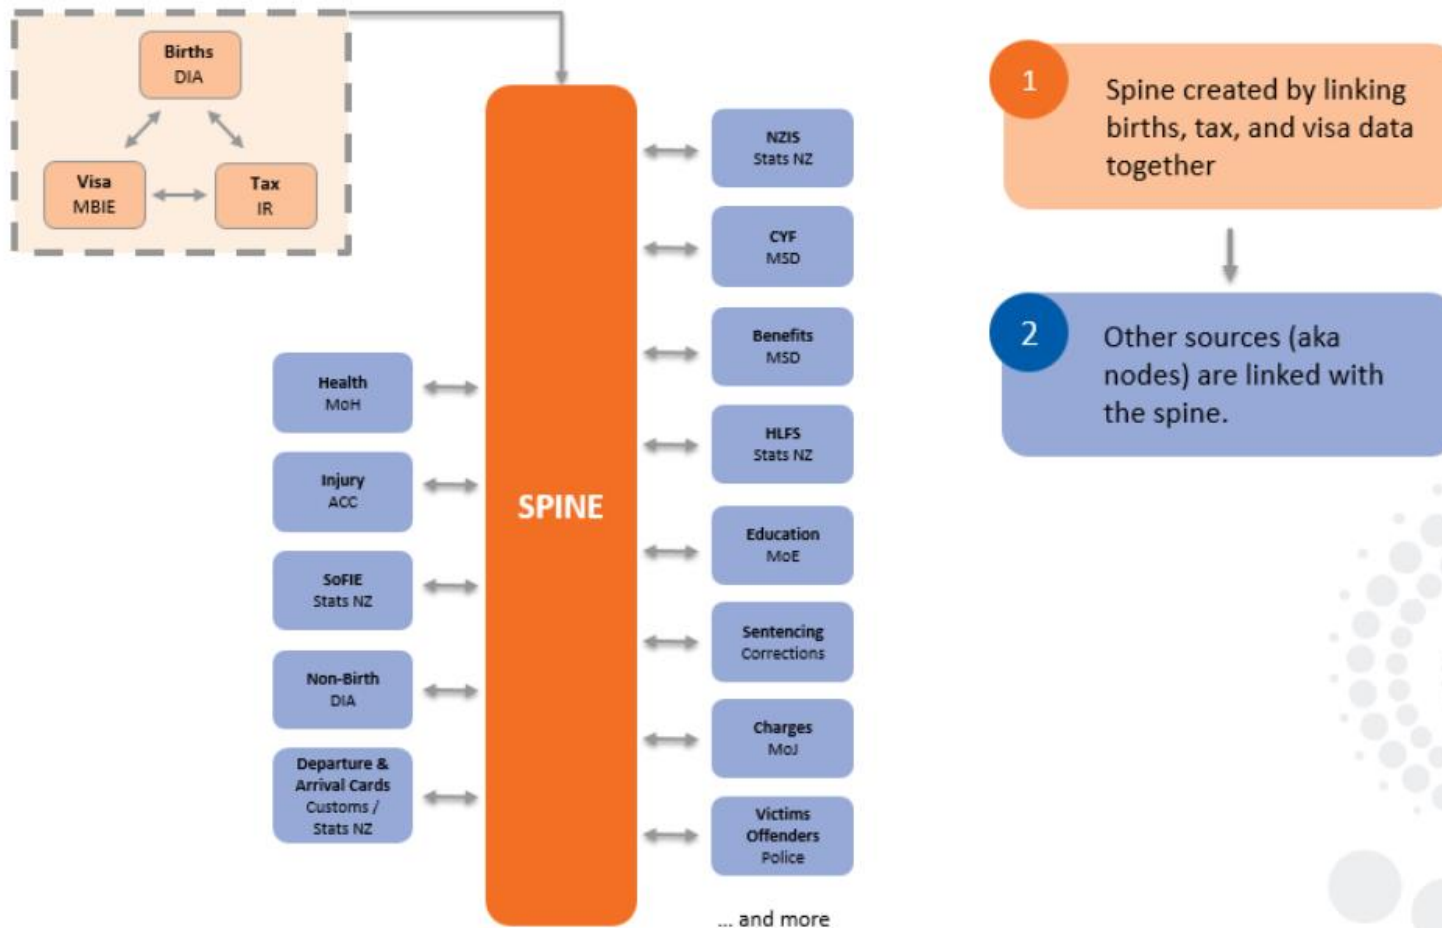 Births
DIA
Visa
MBIE
Tax
IR
SPINE
Health
MoH
Injury
ACC
SoFIE
Stats NZ
Non-Birth
DIA
Departure &
Arrival Cards
Customs /
Stats NZ
NZIS
Stats NZ
CYF
MSD
Benefits
MSD
HLFS
Stats NZ
Education
MoE
Sentencing
Corrections
Charges
MoJ
Victims
Offenders
Police
... and more
1
Spine created by linking
births, tax, and visa data
together
2
Other sources (aka
nodes) are linked with
the spine.